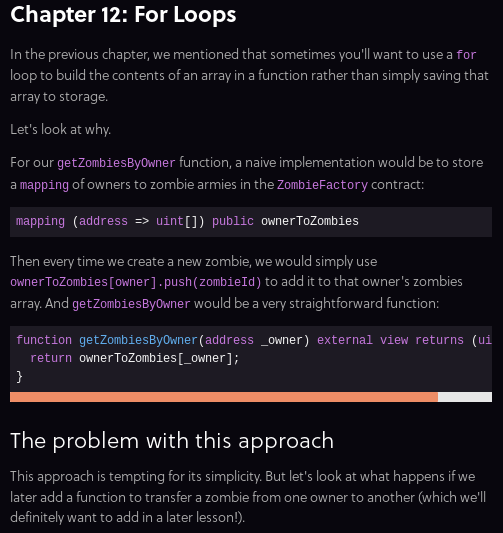 Chapter 12: For Loops
In the previous chapter, we mentioned that sometimes you'll want to use a for
loop to build the contents of an array in a function rather than simply saving that
array to storage.
Let's look at why.
For our getZombiesByOwner function, a naive implementation would be to store
a mapping of owners to zombie armies in the ZombieFactory contract:
mapping (address => uint[]) public ownerToZombies
Then every time we create a new zombie, we would simply use
ownerToZombies[owner].push(zombieId) to add it to that owner's zombies
array. And getZombiesByOwner would be a very straightforward function:
function getZombiesByOwner(address _owner) external view returns (ui
return ownerToZombies[_owner];
}
The problem with this approach
This approach is tempting for its simplicity. But let's look at what happens if we
later add a function to transfer a zombie from one owner to another (which we'll
definitely want to add in a later lesson!).